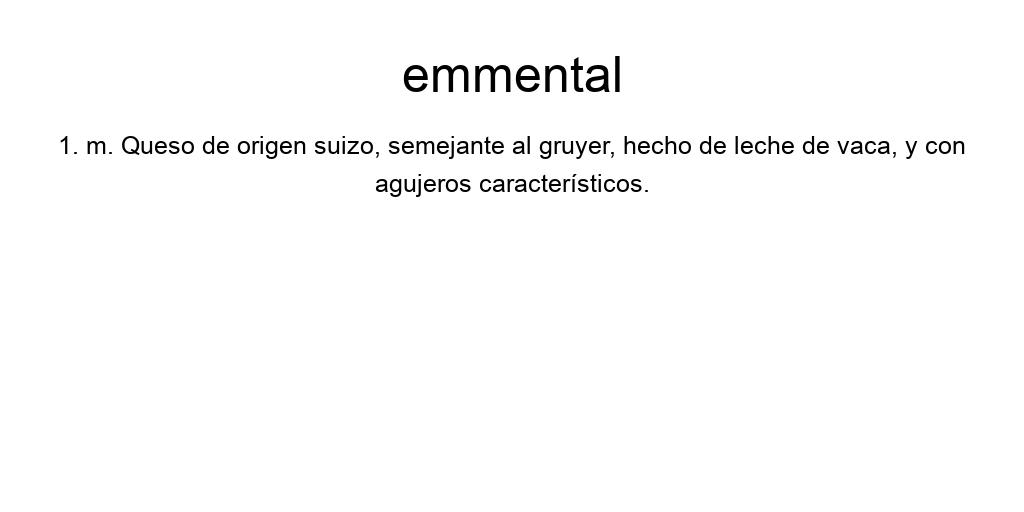 emmental
1. m. Queso de origen suizo, semejante al gruyer, hecho de leche de vaca, y con
agujeros característicos.